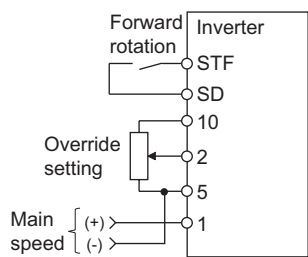 Forward
rotation
Inverter
STF
SD
10
Override
setting
2
5
Main
speed
(+)
(-)
1